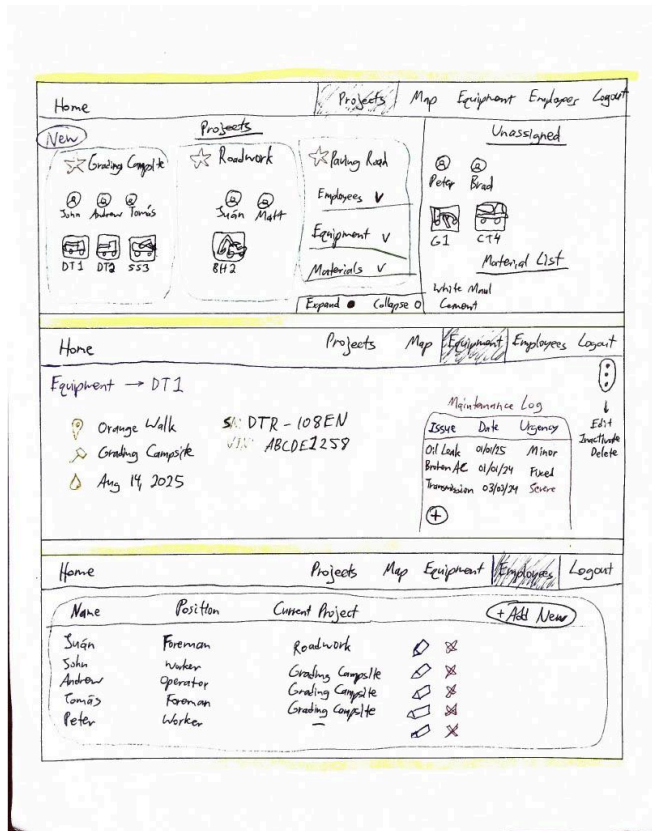 Home Projects Map Equipment Employees Logout
New
Projects
Grading Campsite
John Andrew Tomás
DT1 DT2 SS3
Roadwork
Juán Matt
BH2
Paving Road
Employees
Equipment
Materials
Expand Collapse
Unassigned
Peter Brad
G1 CT4
Material List
White Marl
Cement
Home Projects Map Equipment Employees Logout
Equipment → DT1
Orange Walk
Grading Campsite
Aug 14, 2025
SN: DTR-108EN
VIN: ABCDE1258
Maintenance Log
Issue Date Urgency
Oil Leak 01/01/25 Minor
Broken AC 01/01/24 Fixed
Transmission 03/03/24 Severe
+
Edit
Inactivate
Delete
Home Projects Map Equipment Employees Logout
Name Position Current Project + Add New
Juán Foreman Roadwork
John Worker Grading Campsite
Andrew Operator Grading Campsite
Tomás Foreman Grading Campsite
Peter Worker —